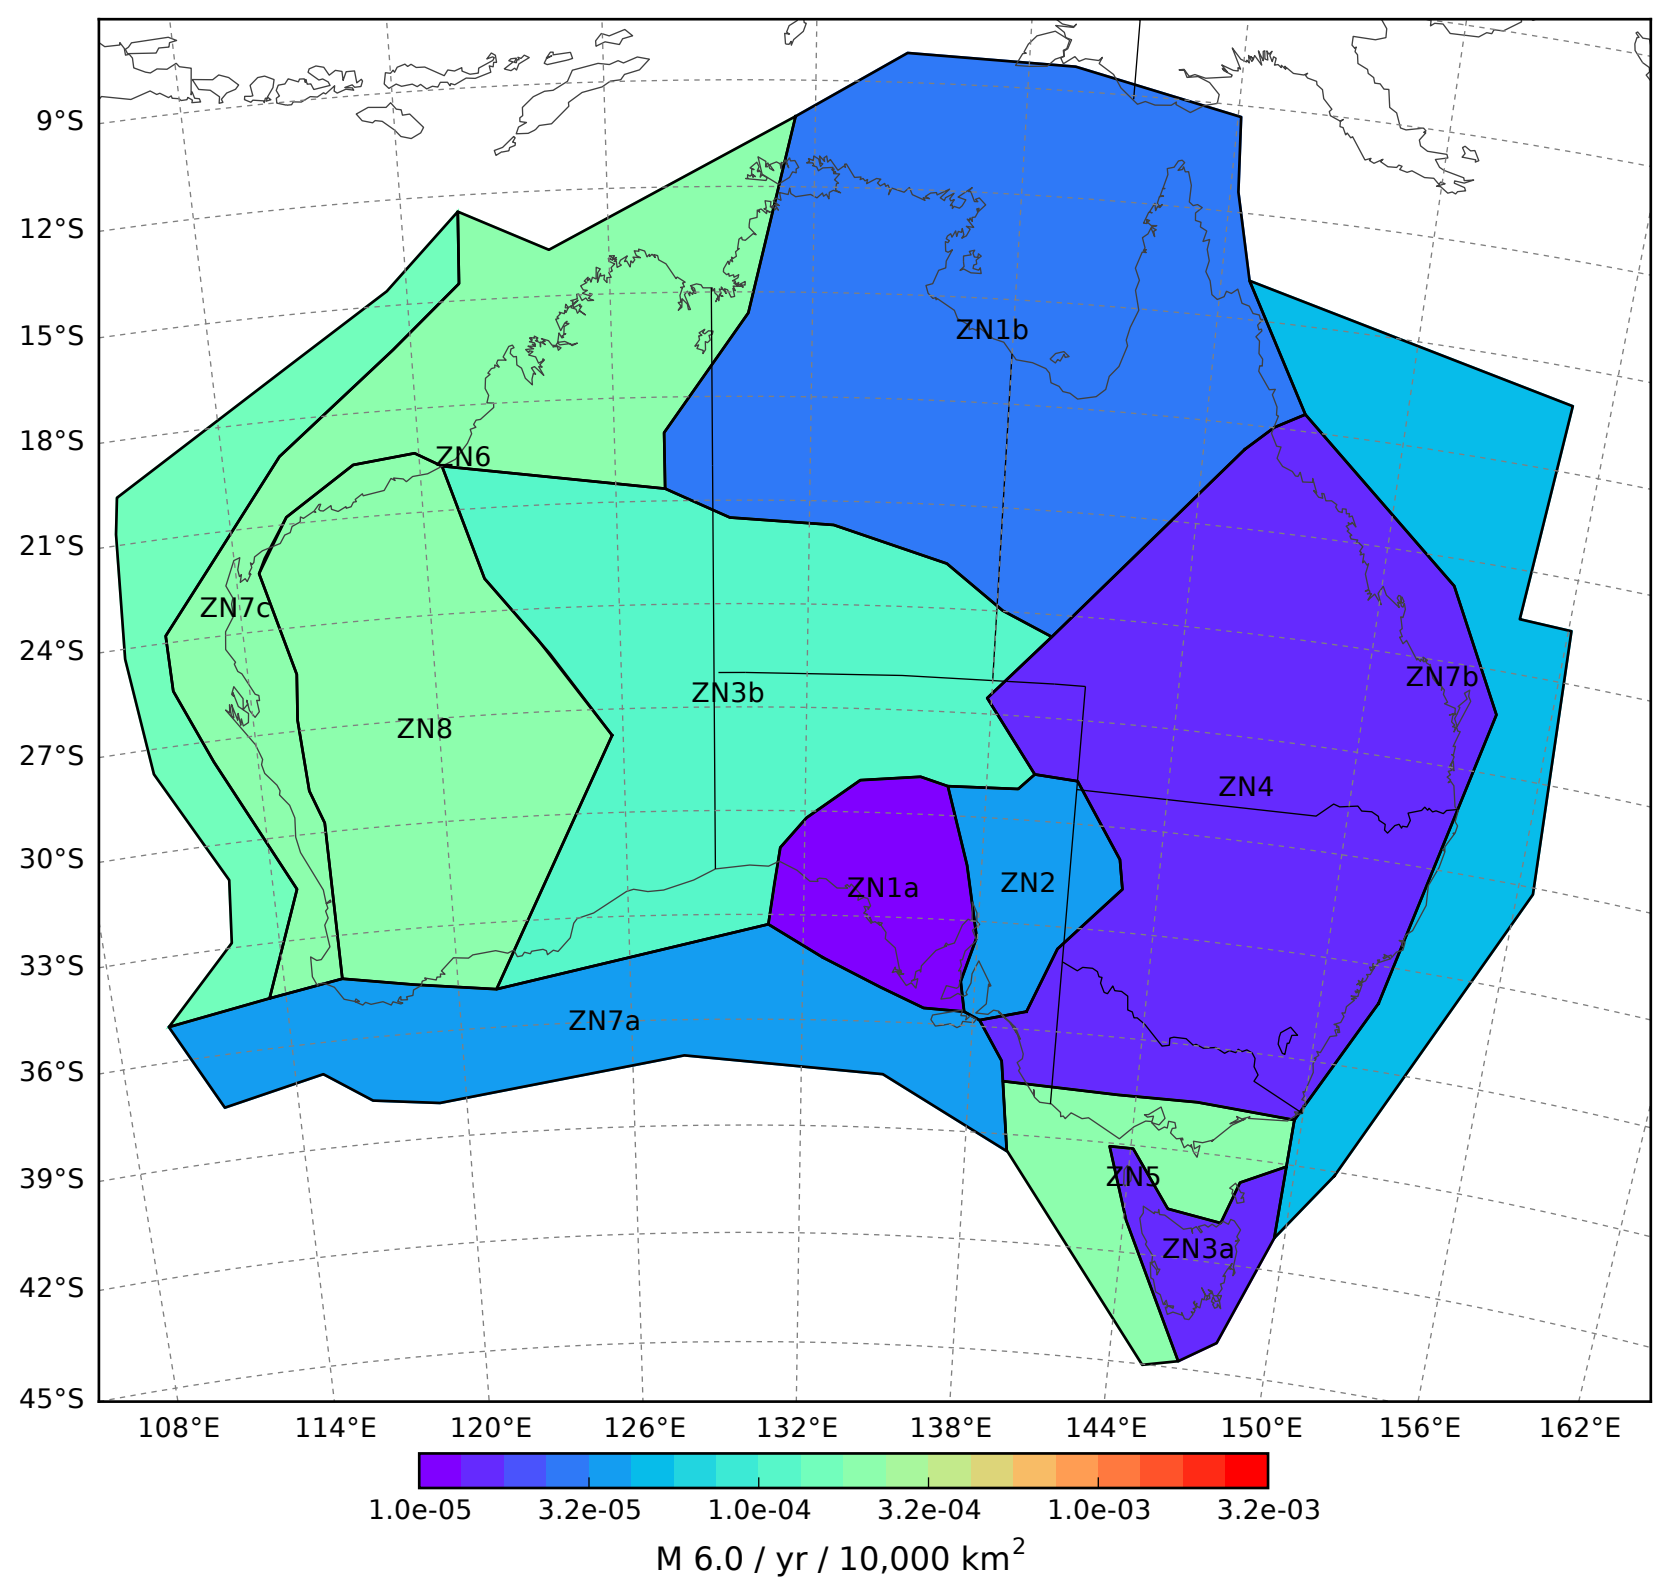 9°S
12°S
ZN1b
15°S
18°S
ZN6
21°S
ZN7c
24°S
ZN7b
ZN3b
ZN8
27°S
ZN4
30°S
ZN2
ZN1a
33°S
ZN7a
36°S
39°S
ZN5
ZN3a
42°S
45°S
108°E 114°E 120°E 126°E 132°E 138°E 144°E 150°E 156°E 162°E
1.0e-05 3.2e-05 1.0e-04 3.2e-04 1.0e-03 3.2e-03
M 6.0 / yr / 10,000 km²